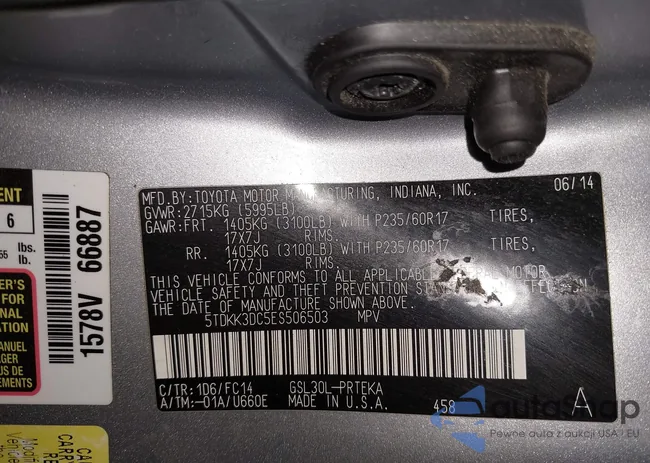 MFD.BY: TOYOTA MOTOR MANUFACTURING, INDIANA, INC. 06/14
GVWR: 2715KG (5995LB)
GAWR: FRT. 1405KG (3100LB) WITH P235/60R17 TIRES,
17X7J RIMS
RR. 1405KG (3100LB) WITH P235/60R17 TIRES,
17X7J RIMS
THIS VEHICLE CONFORMS TO ALL APPLICABLE MOTOR
VEHICLE SAFETY AND THEFT PREVENTION
DATE OF MANUFACTURE SHOWN ABOVE.
5TDKK3DC5ES506503 MPV
C/TR: 1D6/FC14 GSL30L-PRTEKA
A/TM: -01A/U660E MADE IN U.S.A. 458 A
1578V 66887
6
lbs.
lb.
CA
autaShop
Pewne auta z aukcji USA i EU